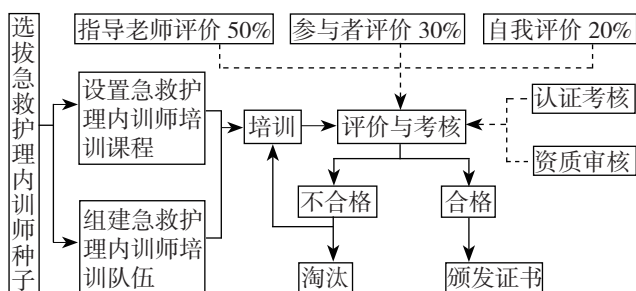 选拔急救护理内训师种子
指导老师评价 50%
参与者评价 30%
自我评价 20%
设置急救护
理内训师培
训课程
组建急救护
理内训师培
训队伍
培训
评价与考核
认证考核
资质审核
不合格
合格
淘汰
颁发证书